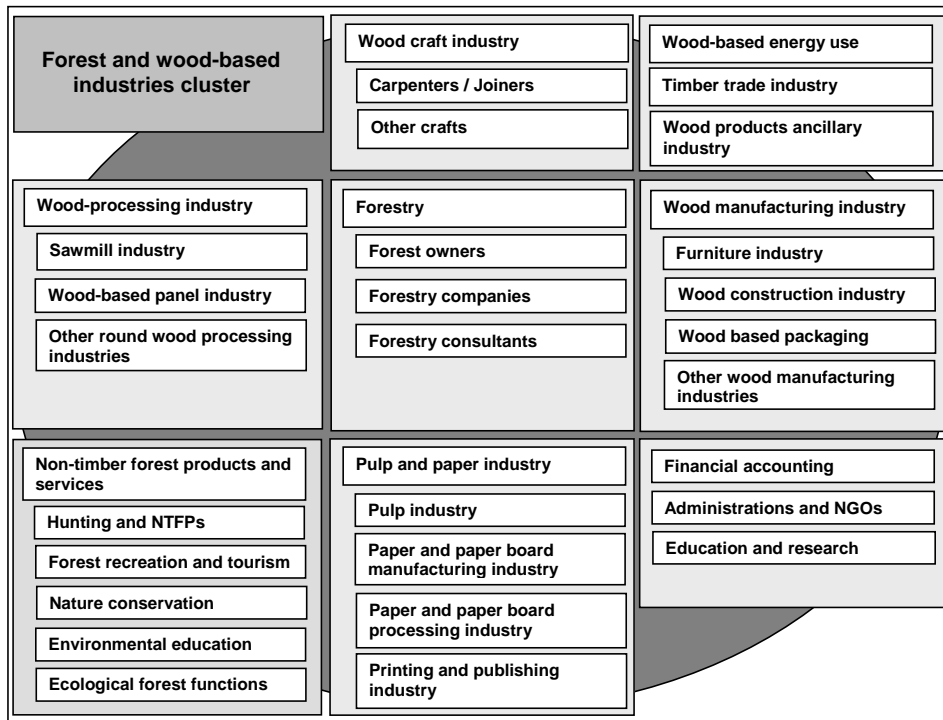 Forest and wood-based
industries cluster
Wood craft industry
Carpenters / Joiners
Other crafts
Wood-based energy use
Timber trade industry
Wood products ancillary
industry
Wood-processing industry
Sawmill industry
Wood-based panel industry
Other round wood processing
industries
Forestry
Forest owners
Forestry companies
Forestry consultants
Wood manufacturing industry
Furniture industry
Wood construction industry
Wood based packaging
Other wood manufacturing
industries
Non-timber forest products and
services
Hunting and NTFPs
Forest recreation and tourism
Nature conservation
Environmental education
Ecological forest functions
Pulp and paper industry
Pulp industry
Paper and paper board
manufacturing industry
Paper and paper board
processing industry
Printing and publishing
industry
Financial accounting
Administrations and NGOs
Education and research